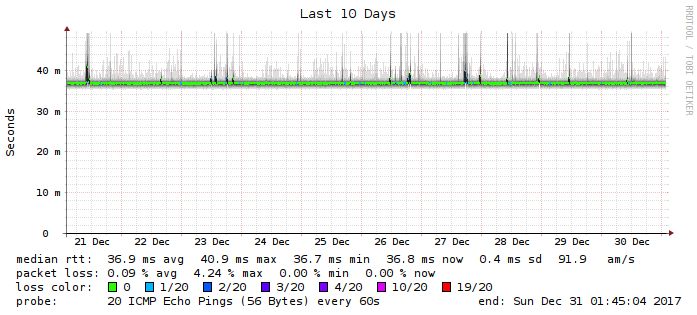 Last 10 Days
RRDTOOL / TOBI OETIKER
Seconds
40 m
30 m
20 m
10 m
0
21 Dec 22 Dec 23 Dec 24 Dec 25 Dec 26 Dec 27 Dec 28 Dec 29 Dec 30 Dec
median rtt: 36.9 ms avg 40.9 ms max 36.7 ms min 36.8 ms now 0.4 ms sd 91.9 am/s
packet loss: 0.09 % avg 4.24 % max 0.00 % min 0.00 % now
loss color: 0 1/20 2/20 3/20 4/20 10/20 19/20
probe: 20 ICMP Echo Pings (56 Bytes) every 60s end: Sun Dec 31 01:45:04 2017